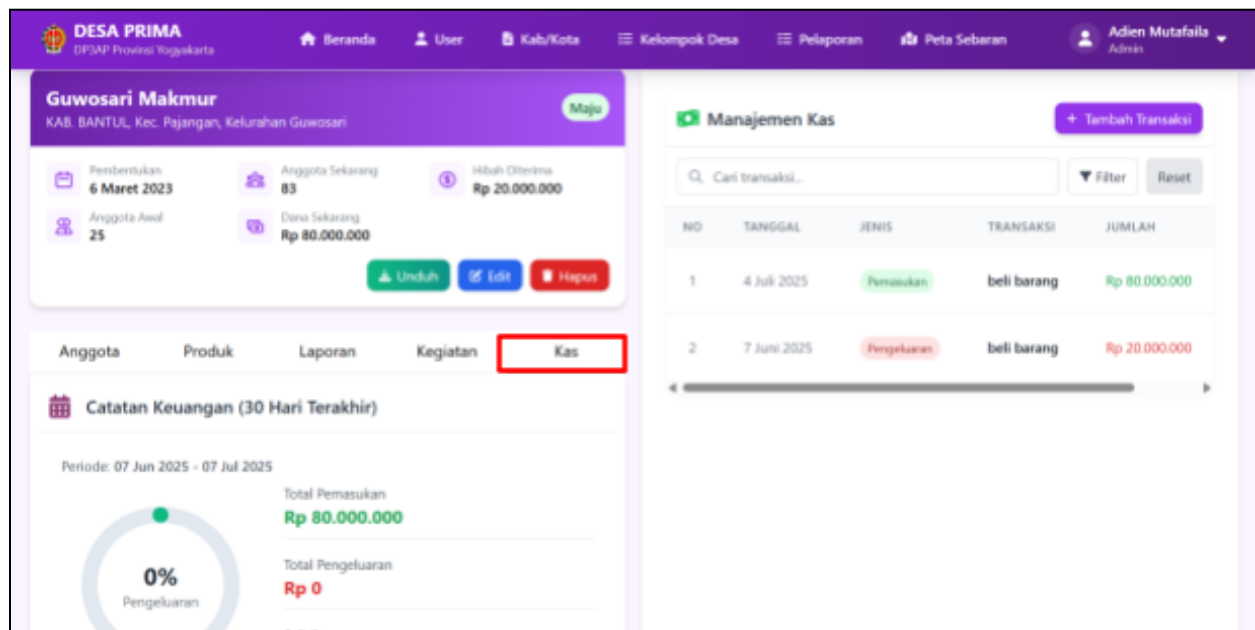 DESA PRIMA
DP3AP Provinsi Yogyakarta
Beranda
User
Kab/Kota
Kelompok Desa
Pelaporan
Peta Sebaran
Adien Mutafaila
Admin
Guwosari Makmur
KAB. BANTUL, Kec. Pajangan, Kelurahan Guwosari
Maju
Pembentukan
6 Maret 2023
Anggota Sekarang
83
Hibah Diterima
Rp 20.000.000
Anggota Awal
25
Dana Sekarang
Rp 80.000.000
Unduh
Edit
Hapus
Anggota
Produk
Laporan
Kegiatan
Kas
Catatan Keuangan (30 Hari Terakhir)
Periode: 07 Jun 2025 - 07 Jul 2025
0%
Pengeluaran
Total Pemasukan
Rp 80.000.000
Total Pengeluaran
Rp 0
Manajemen Kas
+ Tambah Transaksi
Cari transaksi...
Filter
Reset
NO TANGGAL JENIS TRANSAKSI JUMLAH
1 4 Juli 2025 Pemasukan beli barang Rp 80.000.000
2 7 Juni 2025 Pengeluaran beli barang Rp 20.000.000